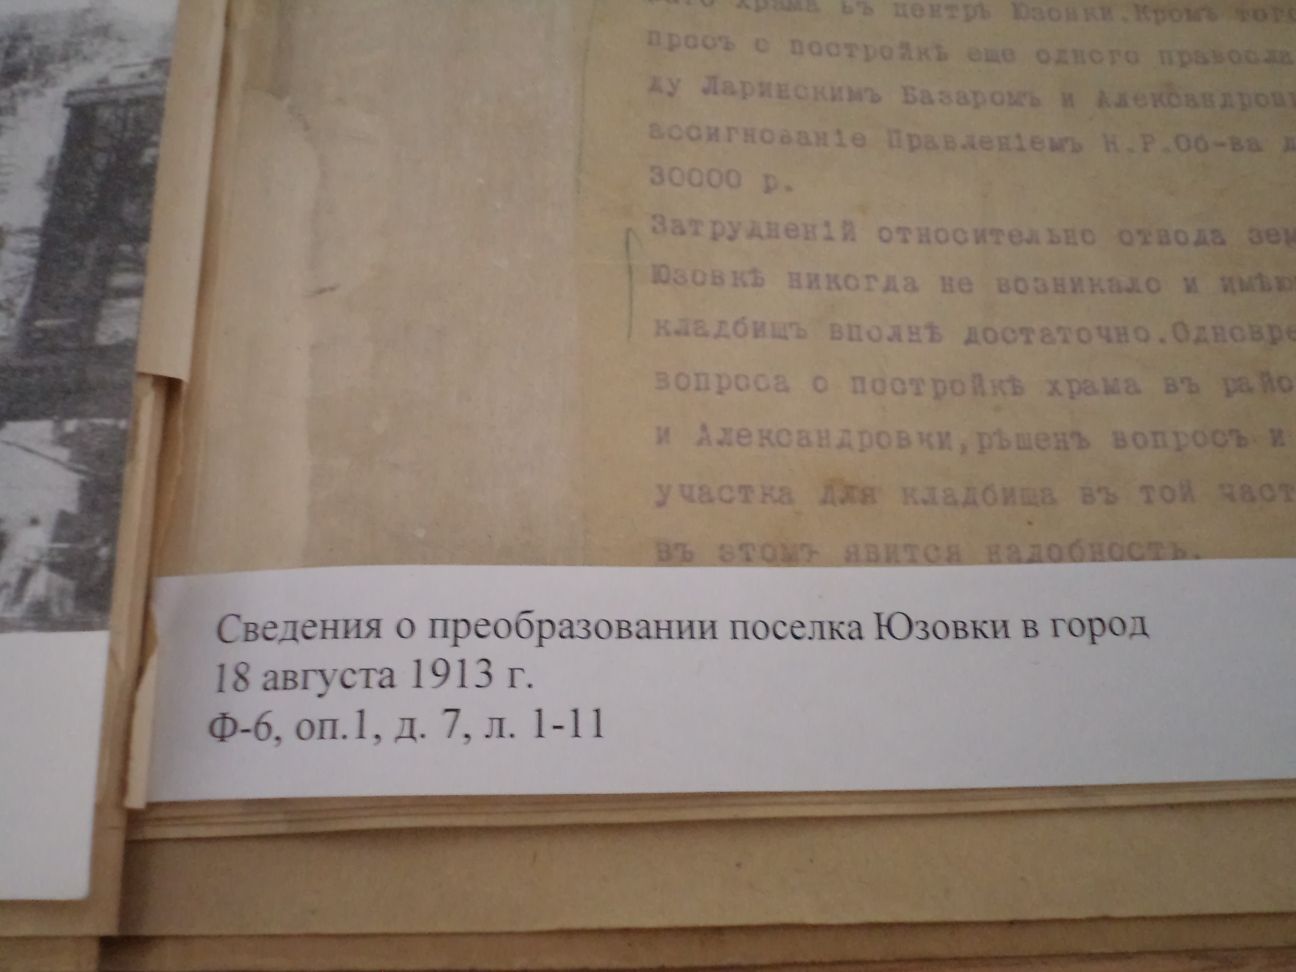 храма въ центрѣ Юзовки.Кромъ того
просъ о постройкѣ еще одного правосла
ду Ларинскимъ Базаромъ и Александров
ассигнованіе Правленіемъ Н.Р.Об-ва
30000 р.
Затрудненій относительно отвода зем
Юзовкѣ никогда не возникало и имѣю
кладбищъ вполнѣ достаточно.Одновре
вопроса о постройкѣ храма въ райо
и Александровки,рѣшенъ вопросъ и
участка для кладбища въ той част
въ этомъ явится надобность.
Сведения о преобразовании поселка Юзовки в город
18 августа 1913 г.
Ф-6, оп.1, д. 7, л. 1-11